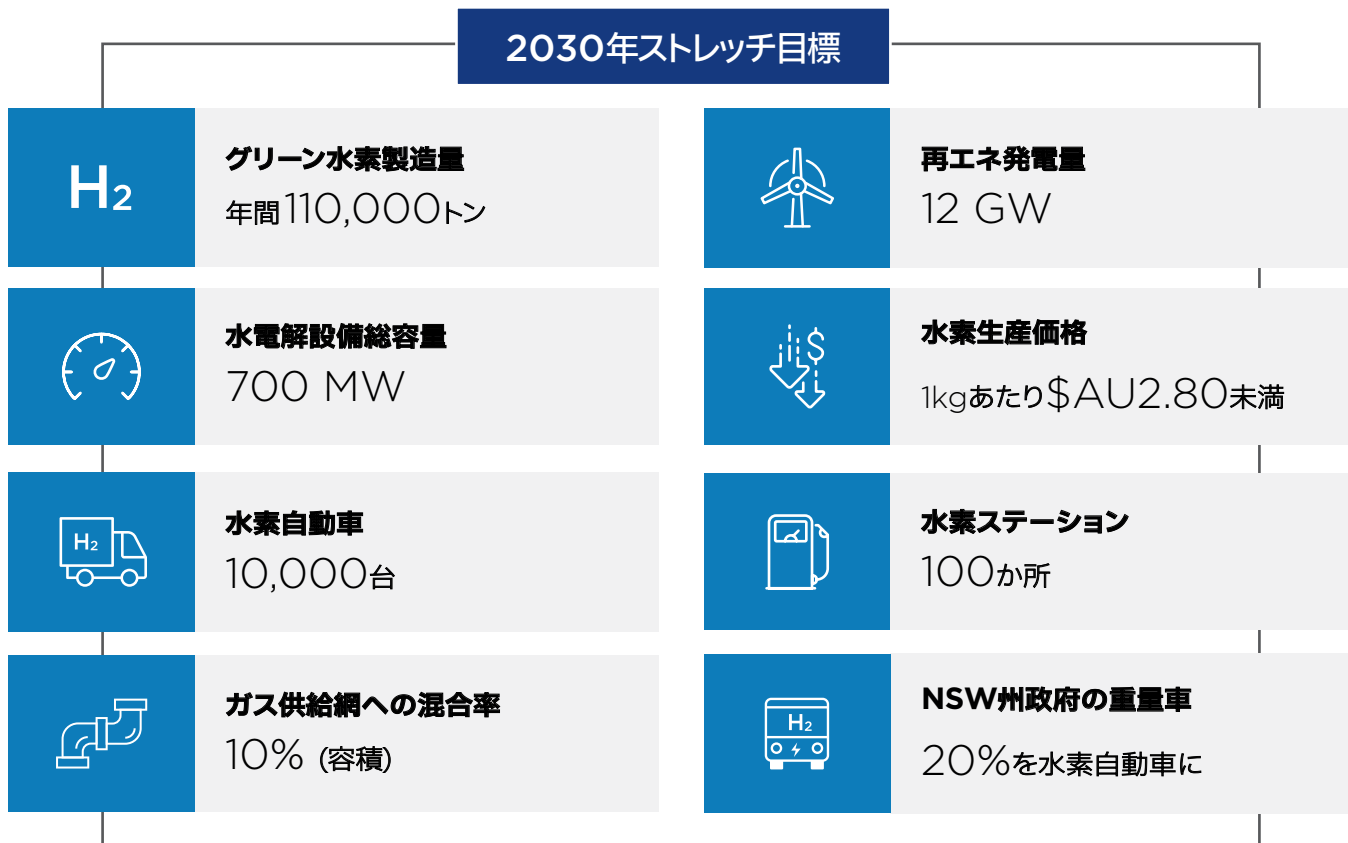 2030年ストレッチ目標
H₂
グリーン水素製造量
年間110,000トン
再エネ発電量
12 GW
水電解設備総容量
700 MW
$
水素生産価格
1kgあたり$AU2.80未満
H₂
水素自動車
10,000台
水素ステーション
100か所
ガス供給網への混合率
10% (容積)
H₂
NSW州政府の重量車
20%を水素自動車に